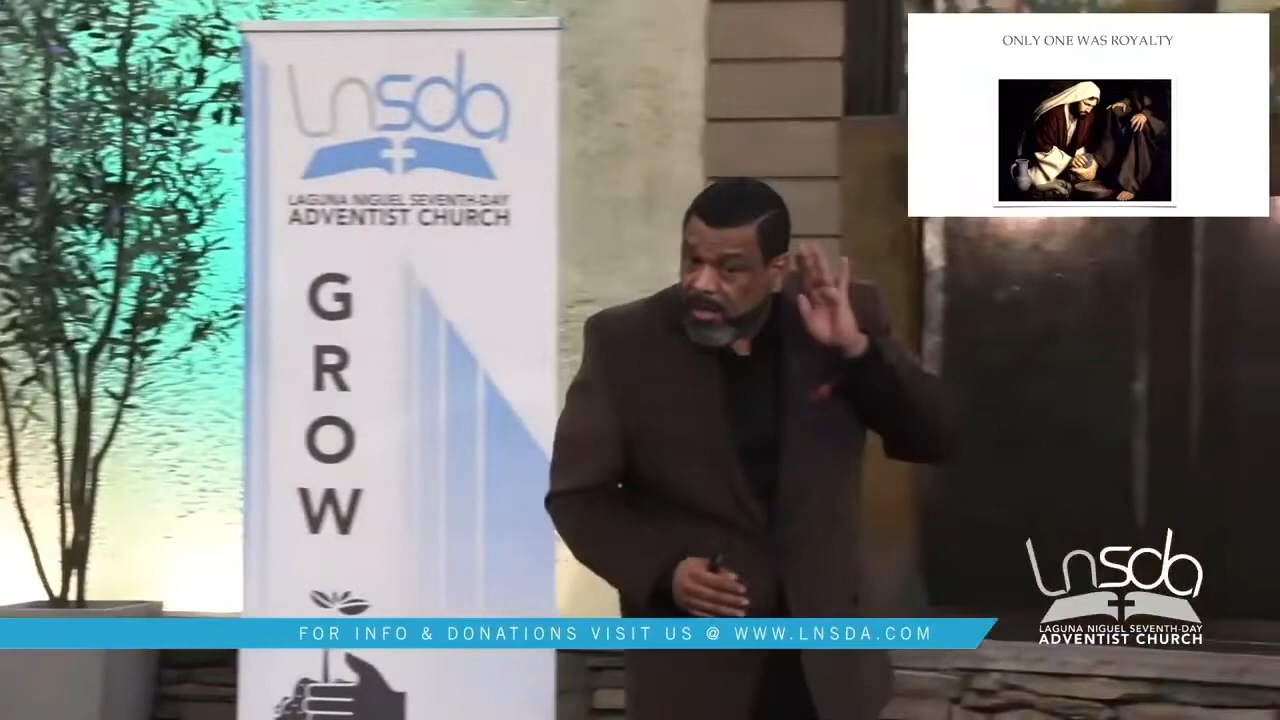 lnsda
LAGUNA NIGUEL SEVENTH-DAY
ADVENTIST CHURCH
G
R
O
W
ONLY ONE WAS ROYALTY
FOR INFO & DONATIONS VISIT US @ WWW.LNSDA.COM
lnsda
LAGUNA NIGUEL SEVENTH-DAY
ADVENTIST CHURCH